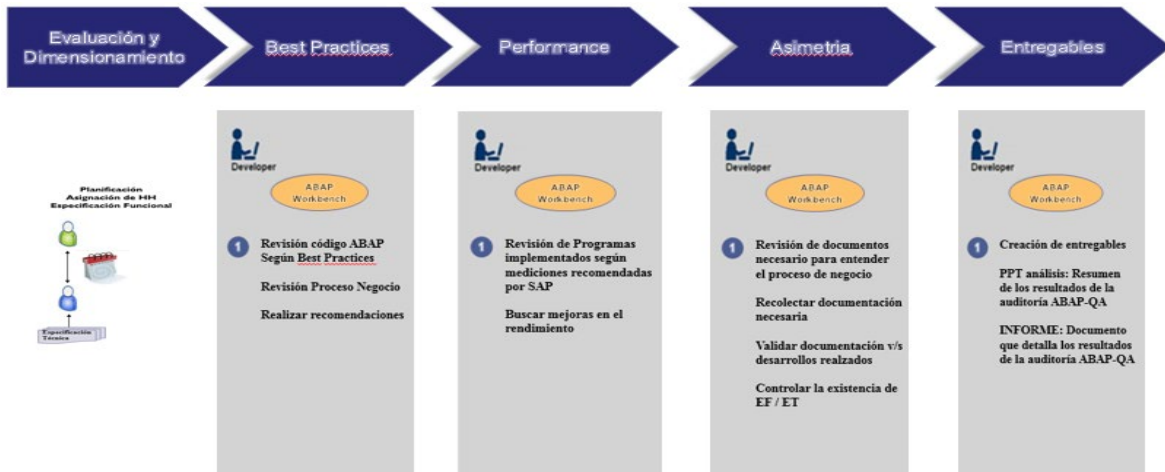 Evaluación y
Dimensionamiento
Best Practices
Performance
Asimetria
Entregables
Planificación
Asignación de HH
Especificación Funcional
Especificación
Técnica
Developer
ABAP
Workbench
1
Revisión código ABAP
Según Best Practices
Revisión Proceso Negocio
Realizar recomendaciones
Developer
ABAP
Workbench
1
Revisión de Programas
implementados según
mediciones recomendadas
por SAP
Buscar mejoras en el
rendimiento
Developer
ABAP
Workbench
1
Revisión de documentos
necesario para entender
el proceso de negocio
Recolectar documentación
necesaria
Validar documentación v/s
desarrollos realzados
Controlar la existencia de
EF / ET
Developer
ABAP
Workbench
1
Creación de entregables
PPT análisis: Resumen
de los resultados de la
auditoría ABAP-QA
INFORME: Documento
que detalla los resultados
de la auditoría ABAP-QA